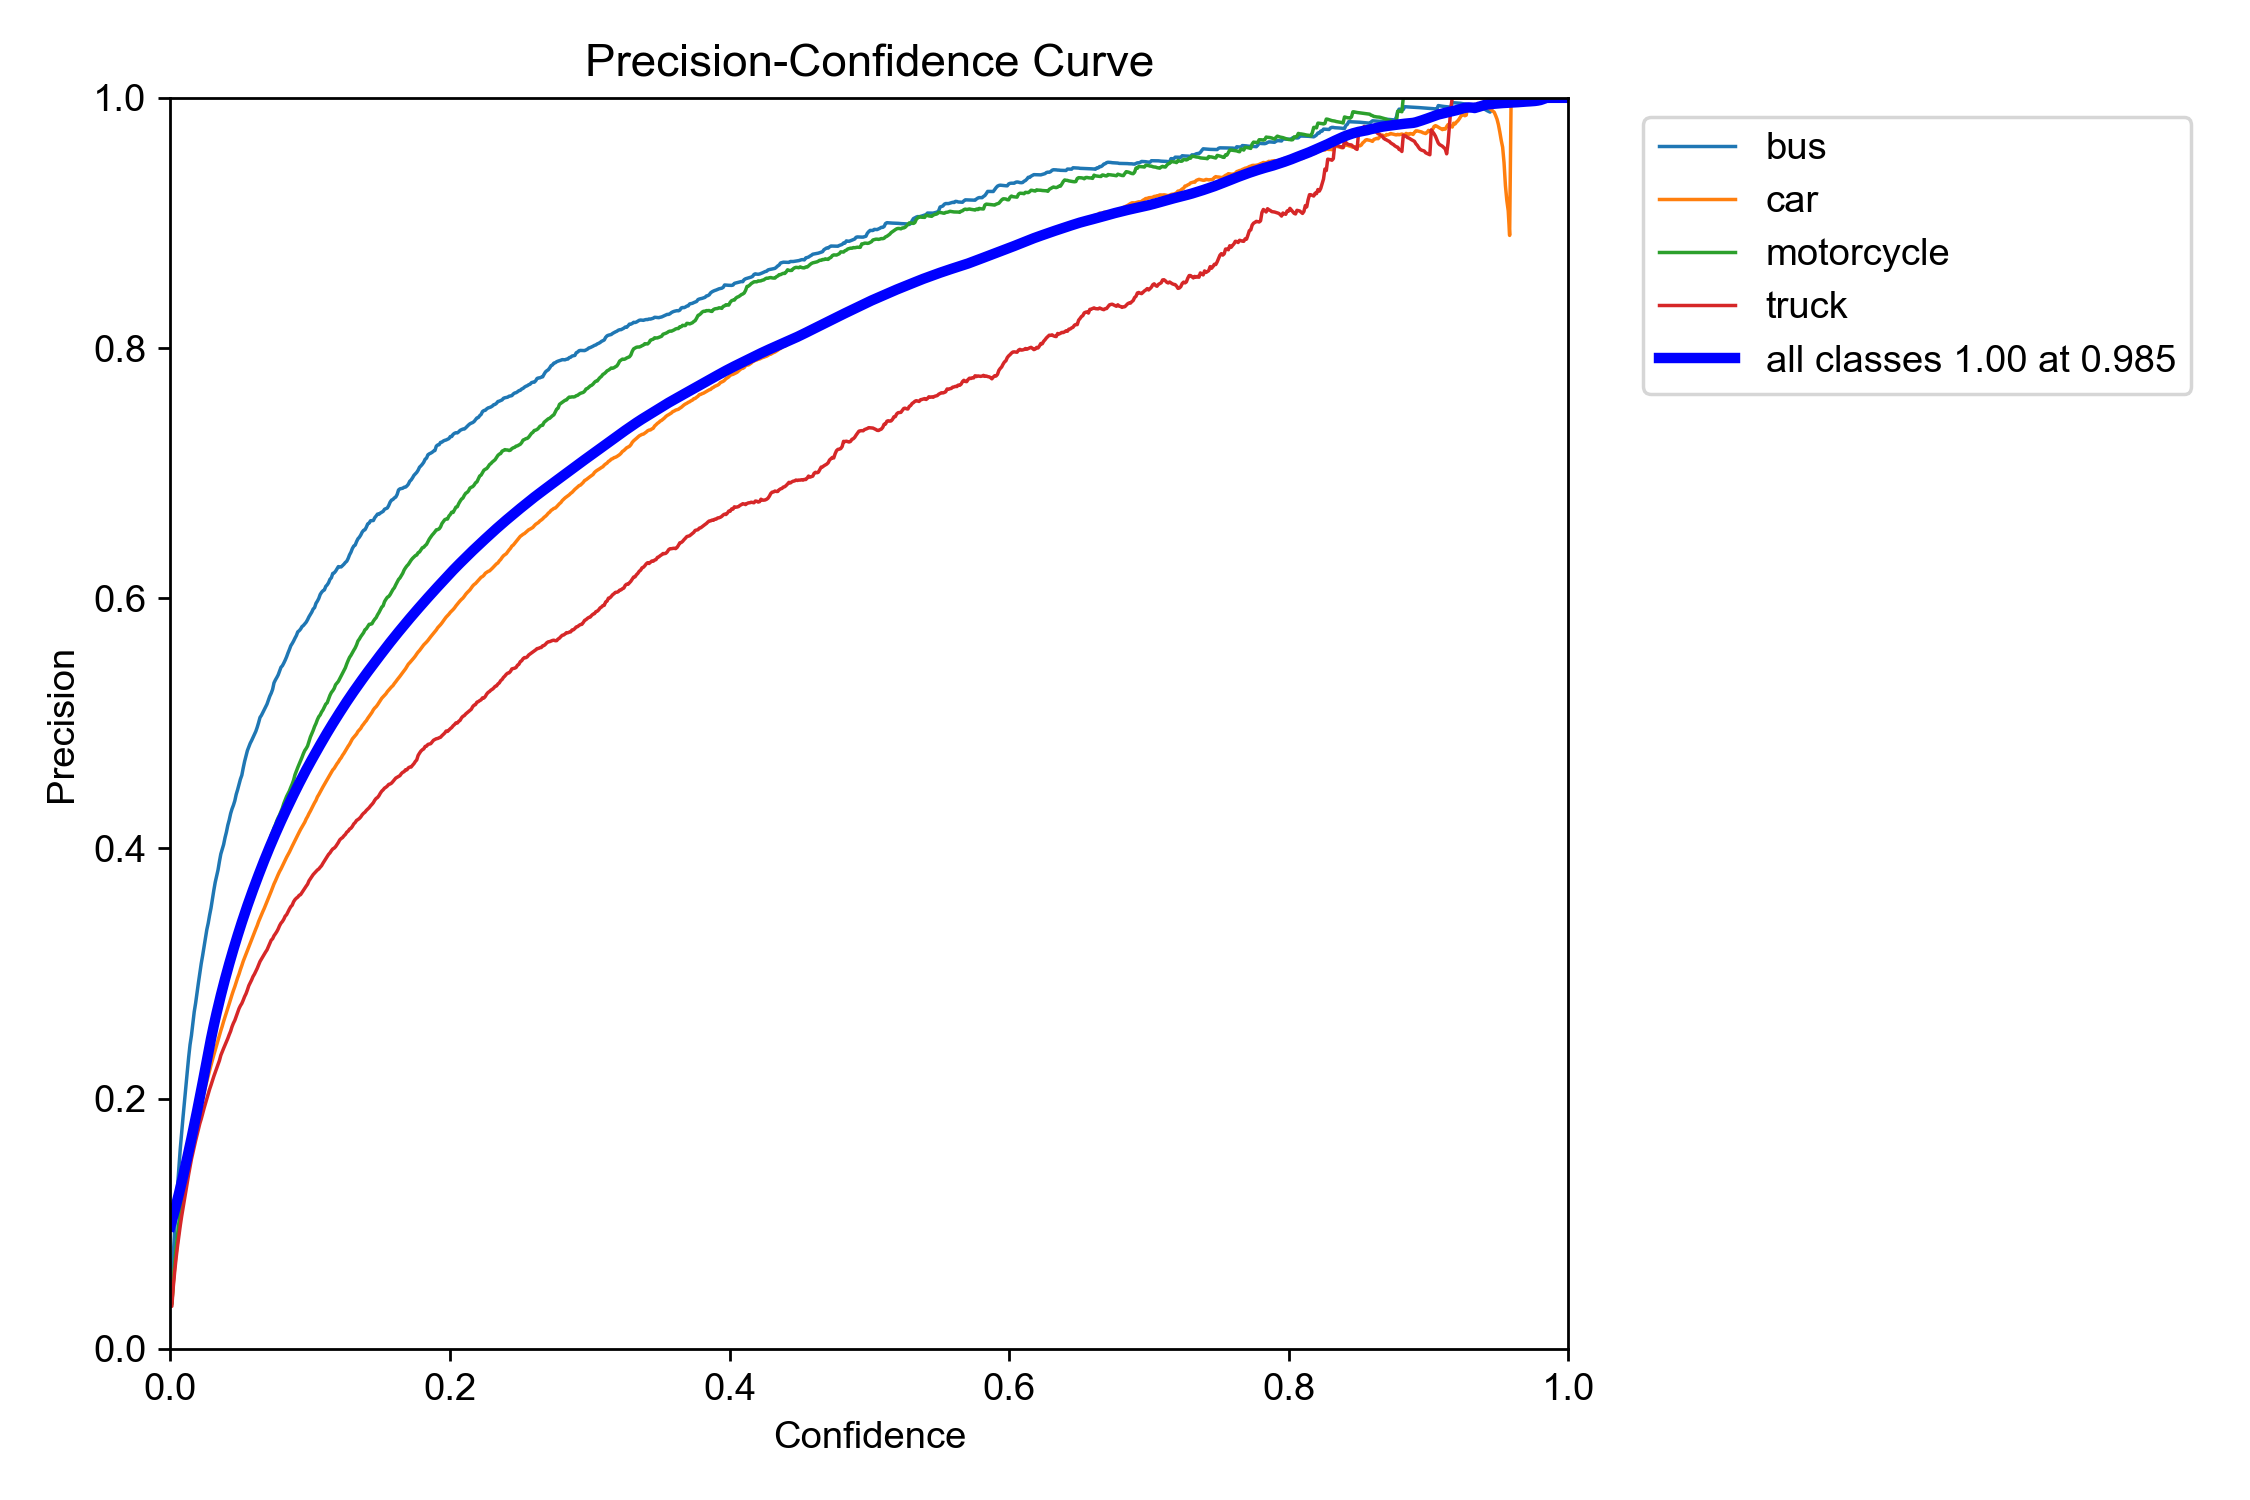 Precision-Confidence Curve
1.0
0.8
0.6
0.4
0.2
0.0
Precision
0.0 0.2 0.4 0.6 0.8 1.0
Confidence
bus
car
motorcycle
truck
all classes 1.00 at 0.985